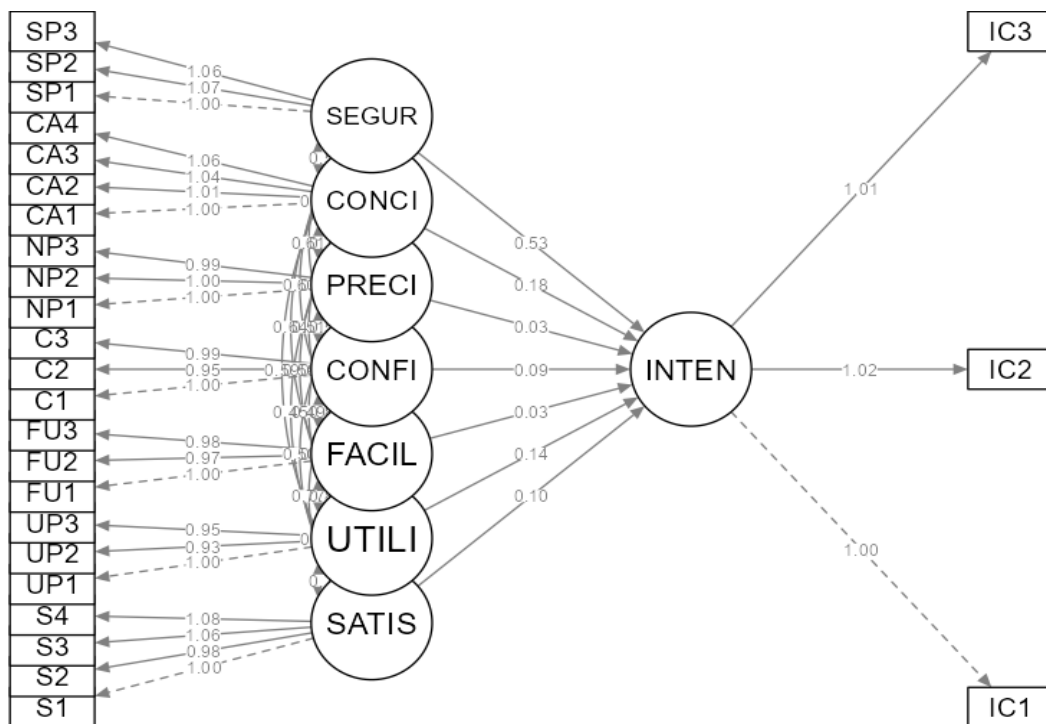 SP3
SP2
SP1
CA4
CA3
CA2
CA1
NP3
NP2
NP1
C3
C2
C1
FU3
FU2
FU1
UP3
UP2
UP1
S4
S3
S2
S1
1.06
1.07
1.00
1.06
1.04
1.01
1.00
0.99
1.00
1.00
0.99
0.95
1.00
0.98
0.97
1.00
0.95
0.93
1.00
1.08
1.06
0.98
1.00
SEGUR
CONCI
PRECI
CONFI
FACIL
UTILI
SATIS
0.53
0.18
0.03
0.09
0.03
0.14
0.10
INTEN
1.01
1.02
1.00
IC3
IC2
IC1